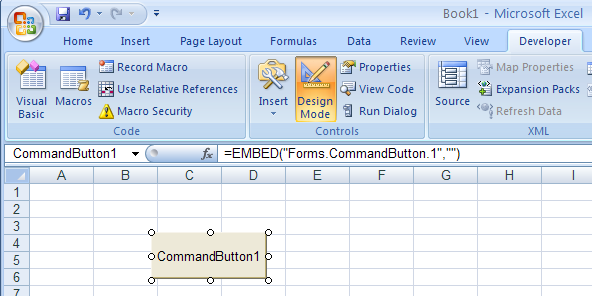 Book1 - Microsoft Excel
Home Insert Page Layout Formulas Data Review View Developer
Visual Basic
Macros
Record Macro
Use Relative References
Macro Security
Code
Insert
Design Mode
Properties
View Code
Run Dialog
Controls
Source
Map Properties
Expansion Packs
Refresh Data
XML
CommandButton1 fx =EMBED("Forms.CommandButton.1","")
A B C D E F G H I
1
2
3
4
5
6
7
CommandButton1